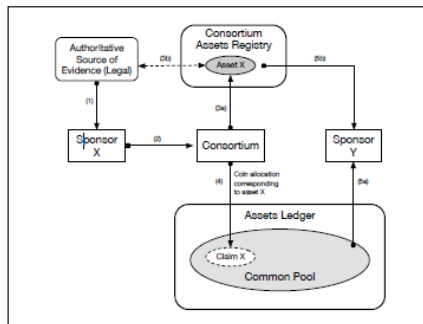 Consortium
Assets Registry
Authoritative
Source of
Evidence (Legal)
(3b)
Asset X
(5b)
(1)
(3a)
Sponsor
X
(2)
Consortium
Sponsor
Y
(4)
Coin allocation
corresponding
to asset X
(5a)
Assets Ledger
Claim X
Common Pool